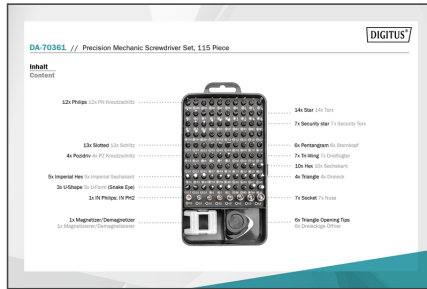 DIGITUS®
DA-70361 // Precision Mechanic Screwdriver Set, 115 Piece
Inhalt
Content
12x Philips 12x PH Kreuzschlitz
13x Slotted 13x Schlitz
4x Pozidriv 4x PZ Kreuzschlitz
5x Imperial Hex 5x Imperial Sechskant
3x U-Shape 3x U-Form (Snake Eye)
1x IN Philips. IN PH2
1x Magnetizer/Demagnetizer
1x Magnetisierer/Demagnetisierer
14x Star 14x Torx
7x Security star 7x Security Torx
6x Pentagram 6x Sternkopf
7x Tri-Wing 7x Dreiflügler
10x Hex 10x Sechskant
4x Triangle 4x Dreieck
7x Socket 7x Nuss
6x Triangle Opening Tips
6x Dreieckige Öffner